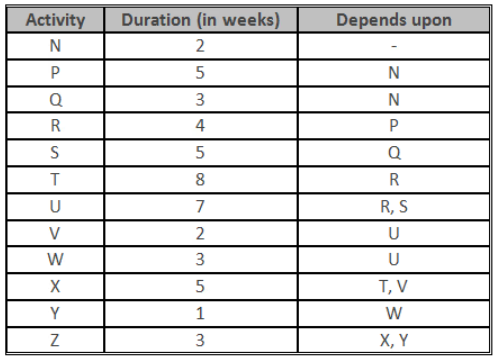 Activity Duration (in weeks) Depends upon
N 2 -
P 5 N
Q 3 N
R 4 P
S 5 Q
T 8 R
U 7 R, S
V 2 U
W 3 U
X 5 T, V
Y 1 W
Z 3 X, Y